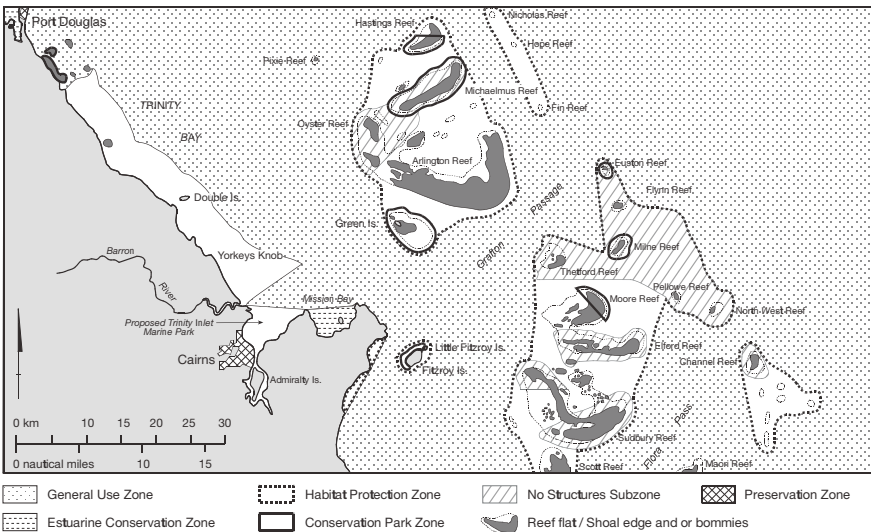 Port Douglas
Hastings Reef
Nicholas Reef
Hope Reef
Pixie Reef
Michaelmus Reef
Fin Reef
TRINITY
BAY
Oyster Reef
Arlington Reef
Euston Reef
Flynn Reef.
Double Is.
Passage
Green Is.
Grafton
Milne Reef
Yorkeys Knob
Barron
River
Thetford Reef
Pellowe Reef
Mission Bay
Moore Reef
North West Reef
Proposed Trinity Inlet
Marine Park
Cairns
Little Fitzroy Is.
Fitzroy Is.
Elford Reef
Channel Reef
Admiralty Is.
0 km 10 15 20 25 30
0 nautical miles 10 15
Pass
Flora
Sudbury Reef
Scott Reef
Maori Reef
General Use Zone
Habitat Protection Zone
No Structures Subzone
Preservation Zone
Estuarine Conservation Zone
Conservation Park Zone
Reef flat / Shoal edge and or bommies